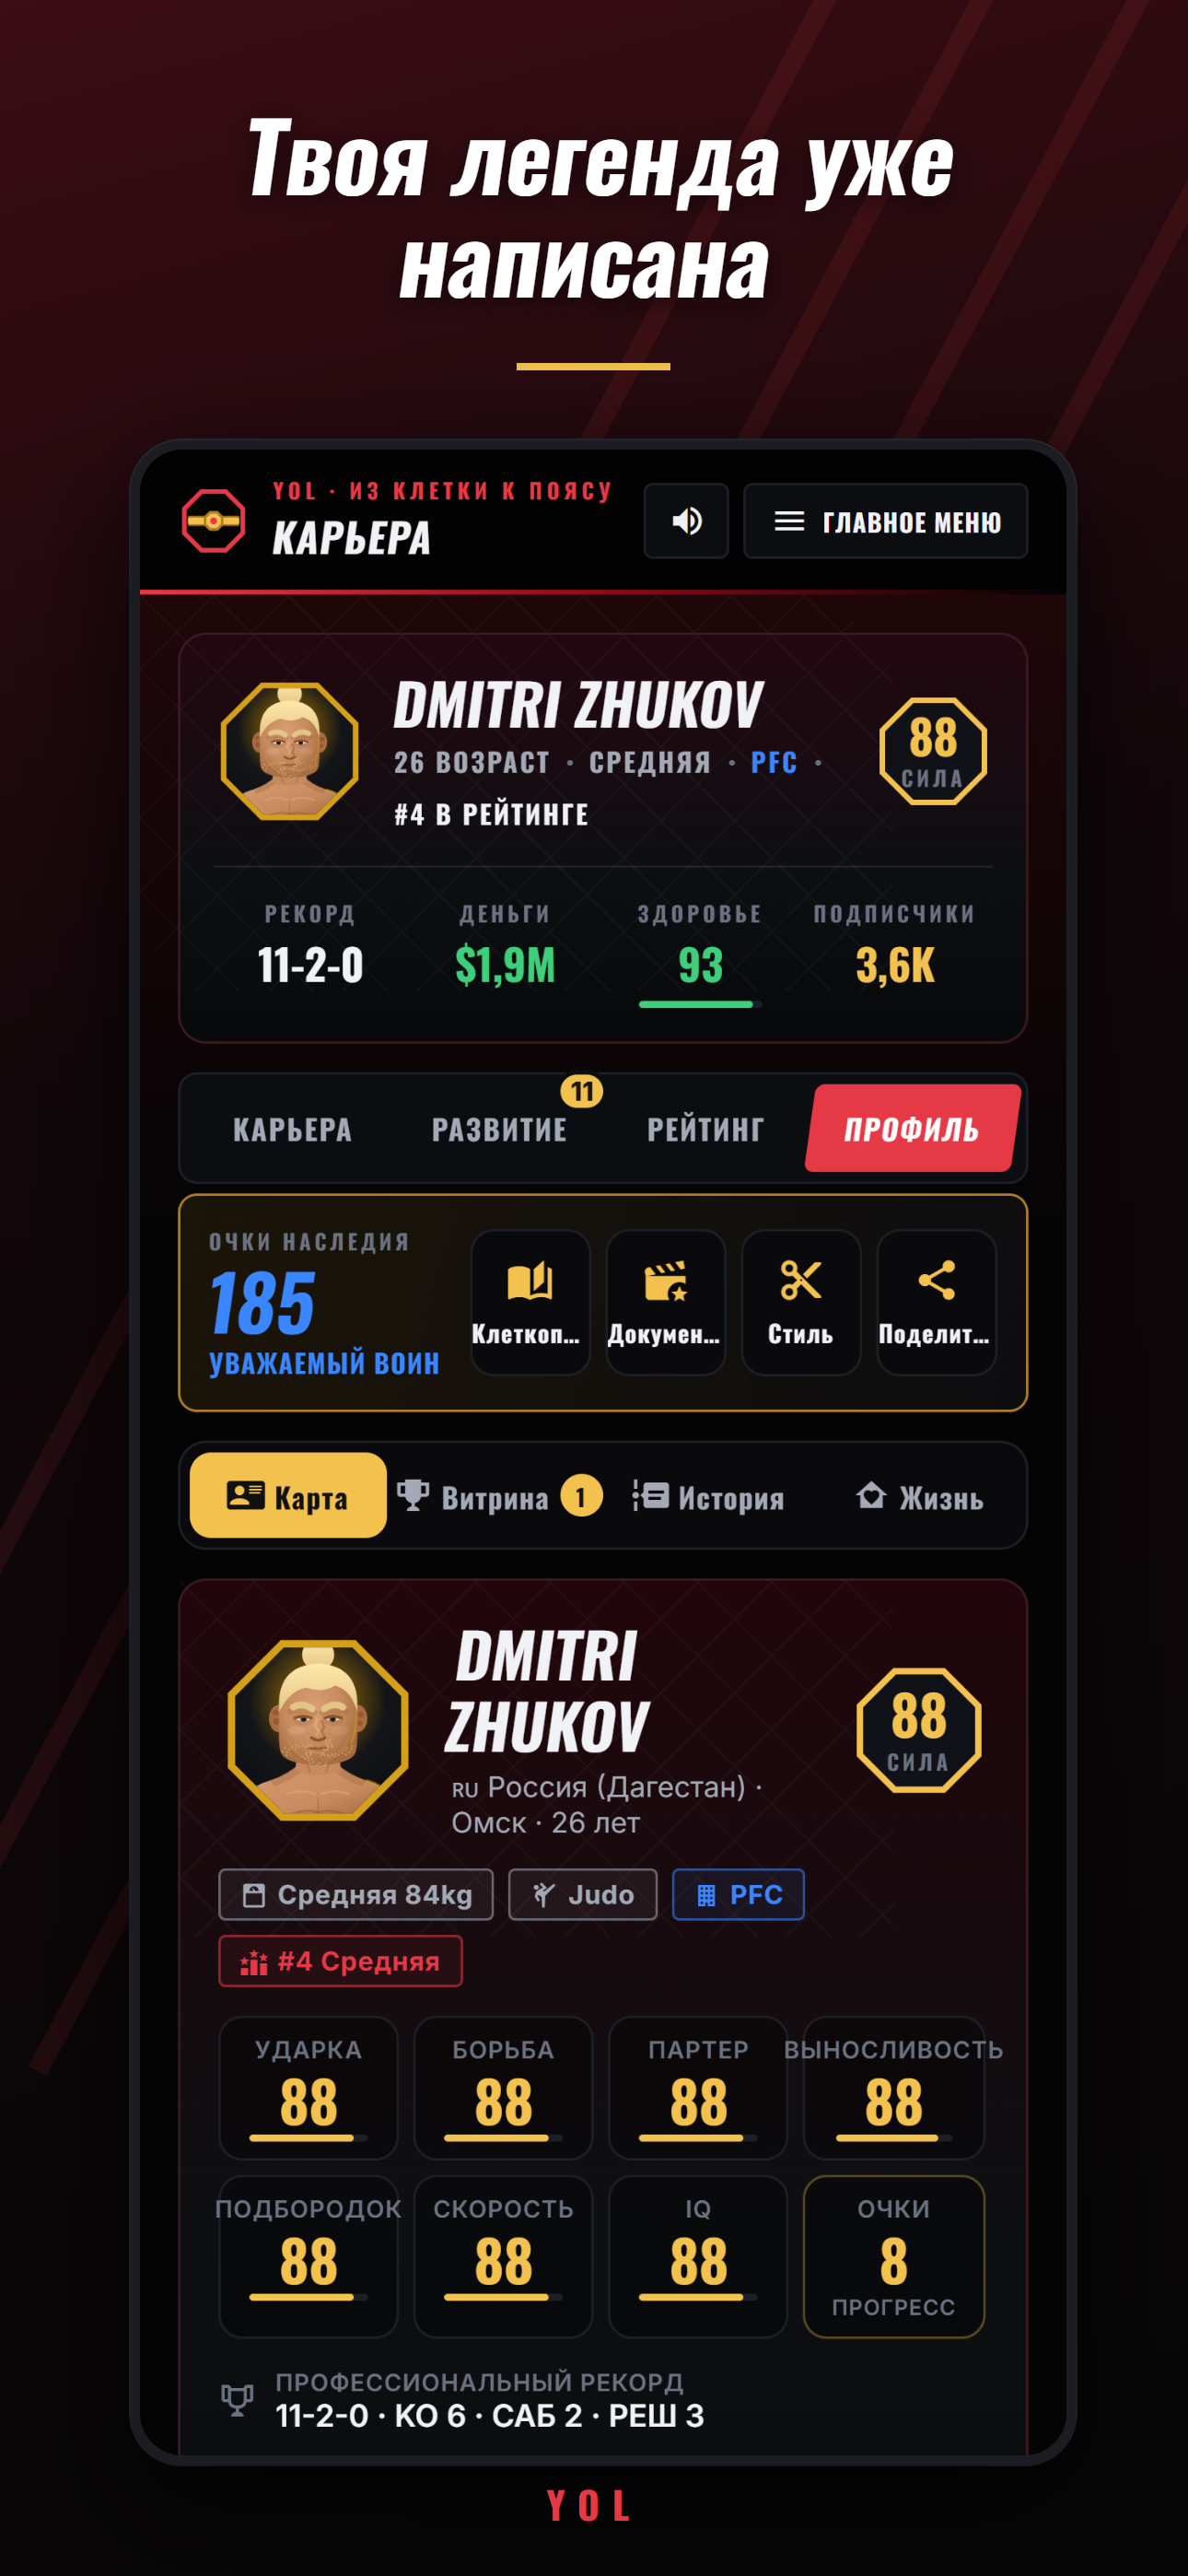 Твоя легенда уже
написана
YOL · ИЗ КЛЕТКИ К ПОЯСУ
КАРЬЕРА
ГЛАВНОЕ МЕНЮ
DMITRI ZHUKOV
26 ВОЗРАСТ · СРЕДНЯЯ · PFC ·
#4 В РЕЙТИНГЕ
88
СИЛА
РЕКОРД ДЕНЬГИ ЗДОРОВЬЕ ПОДПИСЧИКИ
11-2-0 $1,9M 93 3,6K
11
КАРЬЕРА РАЗВИТИЕ РЕЙТИНГ ПРОФИЛЬ
ОЧКИ НАСЛЕДИЯ
185
УВАЖАЕМЫЙ ВОИН
Клеткоп... Докумен... Стиль Поделит...
Карта Витрина 1 История Жизнь
DMITRI
ZHUKOV
RU Россия (Дагестан) ·
Омск · 26 лет
88
СИЛА
Средняя 84kg Judo PFC
#4 Средняя
УДАРКА БОРЬБА ПАРТЕР ВЫНОСЛИВОСТЬ
88 88 88 88
ПОДБОРОДОК СКОРОСТЬ IQ ОЧКИ
88 88 88 8
ПРОГРЕСС
ПРОФЕССИОНАЛЬНЫЙ РЕКОРД
11-2-0 · KO 6 · САБ 2 · РЕШ 3
YOL